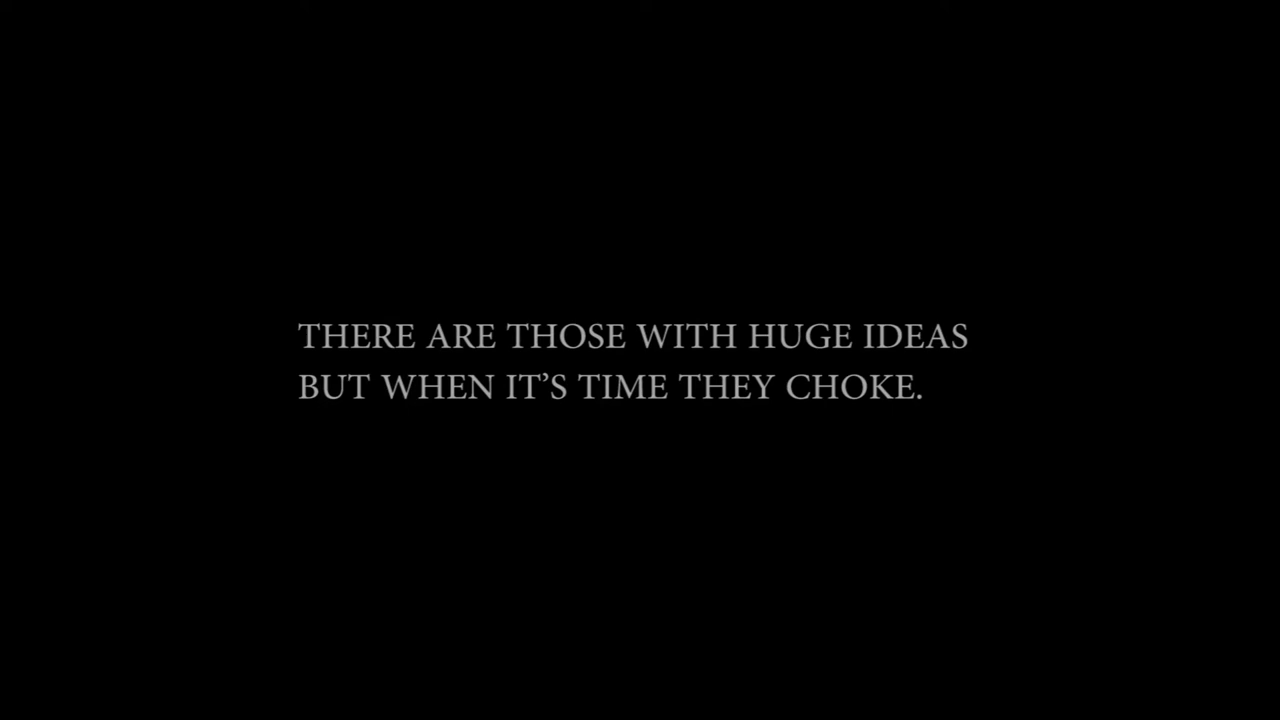 THERE ARE THOSE WITH HUGE IDEAS
BUT WHEN IT’S TIME THEY CHOKE.